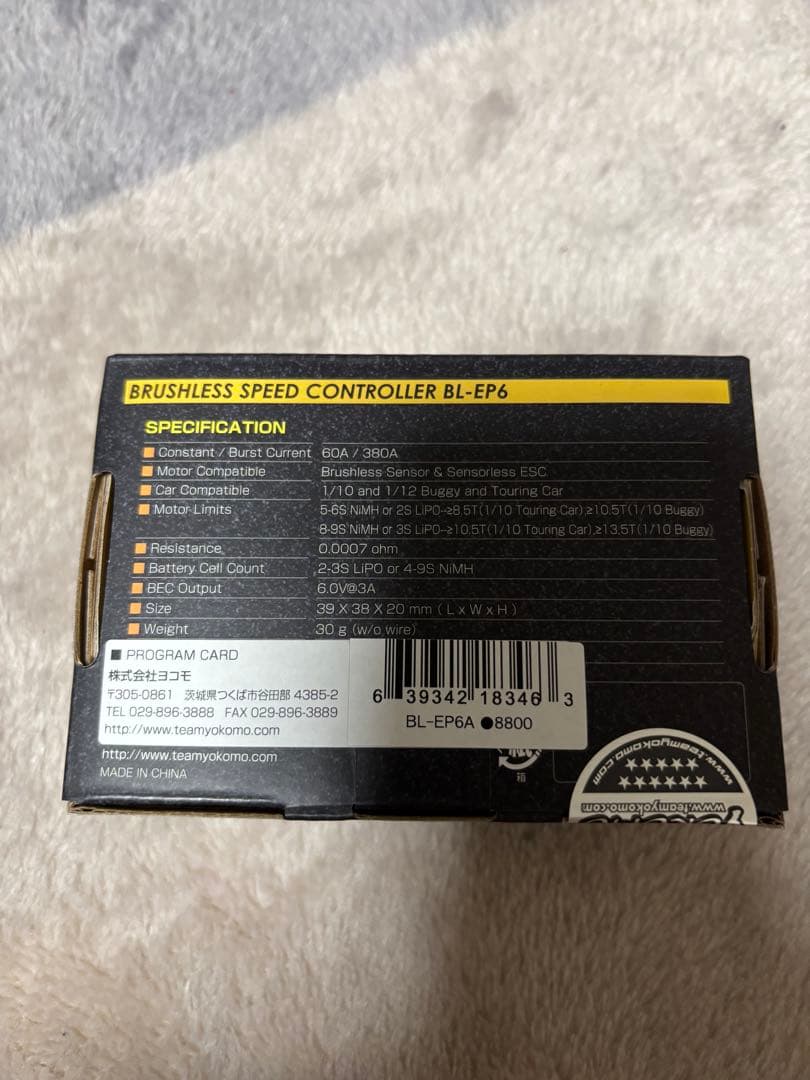 BRUSHLESS SPEED CONTROLLER BL-EP6
SPECIFICATION
Constant / Burst Current 60A / 380A
Motor Compatible Brushless Sensor & Sensorless ESC.
Car Compatible 1/10 and 1/12 Buggy and Touring Car
Motor Limits 5-6S NiMH or 2S LiPO→≥8.5T(1/10 Touring Car),≥10.5T(1/10 Buggy)
8-9S NiMH or 3S LiPO→≥10.5T(1/10 Touring Car),≥13.5T(1/10 Buggy)
Resistance 0.0007 ohm
Battery Cell Count 2-3S LiPO or 4-9S NiMH
BEC Output 6.0V@3A
Size 39 X 38 X 20 mm ( L x W x H )
Weight 30 g (w/o wire)
■ PROGRAM CARD
株式会社ヨコモ
〒305-0861 茨城県つくば市谷田部 4385-2
TEL 029-896-3888 FAX 029-896-3889
http://www.teamyokomo.com
6 39342 18346 3
BL-EP6A ●8800
http://www.teamyokomo.com
MADE IN CHINA
箱
www.teamyokomo.com
www.teamyokomo.com